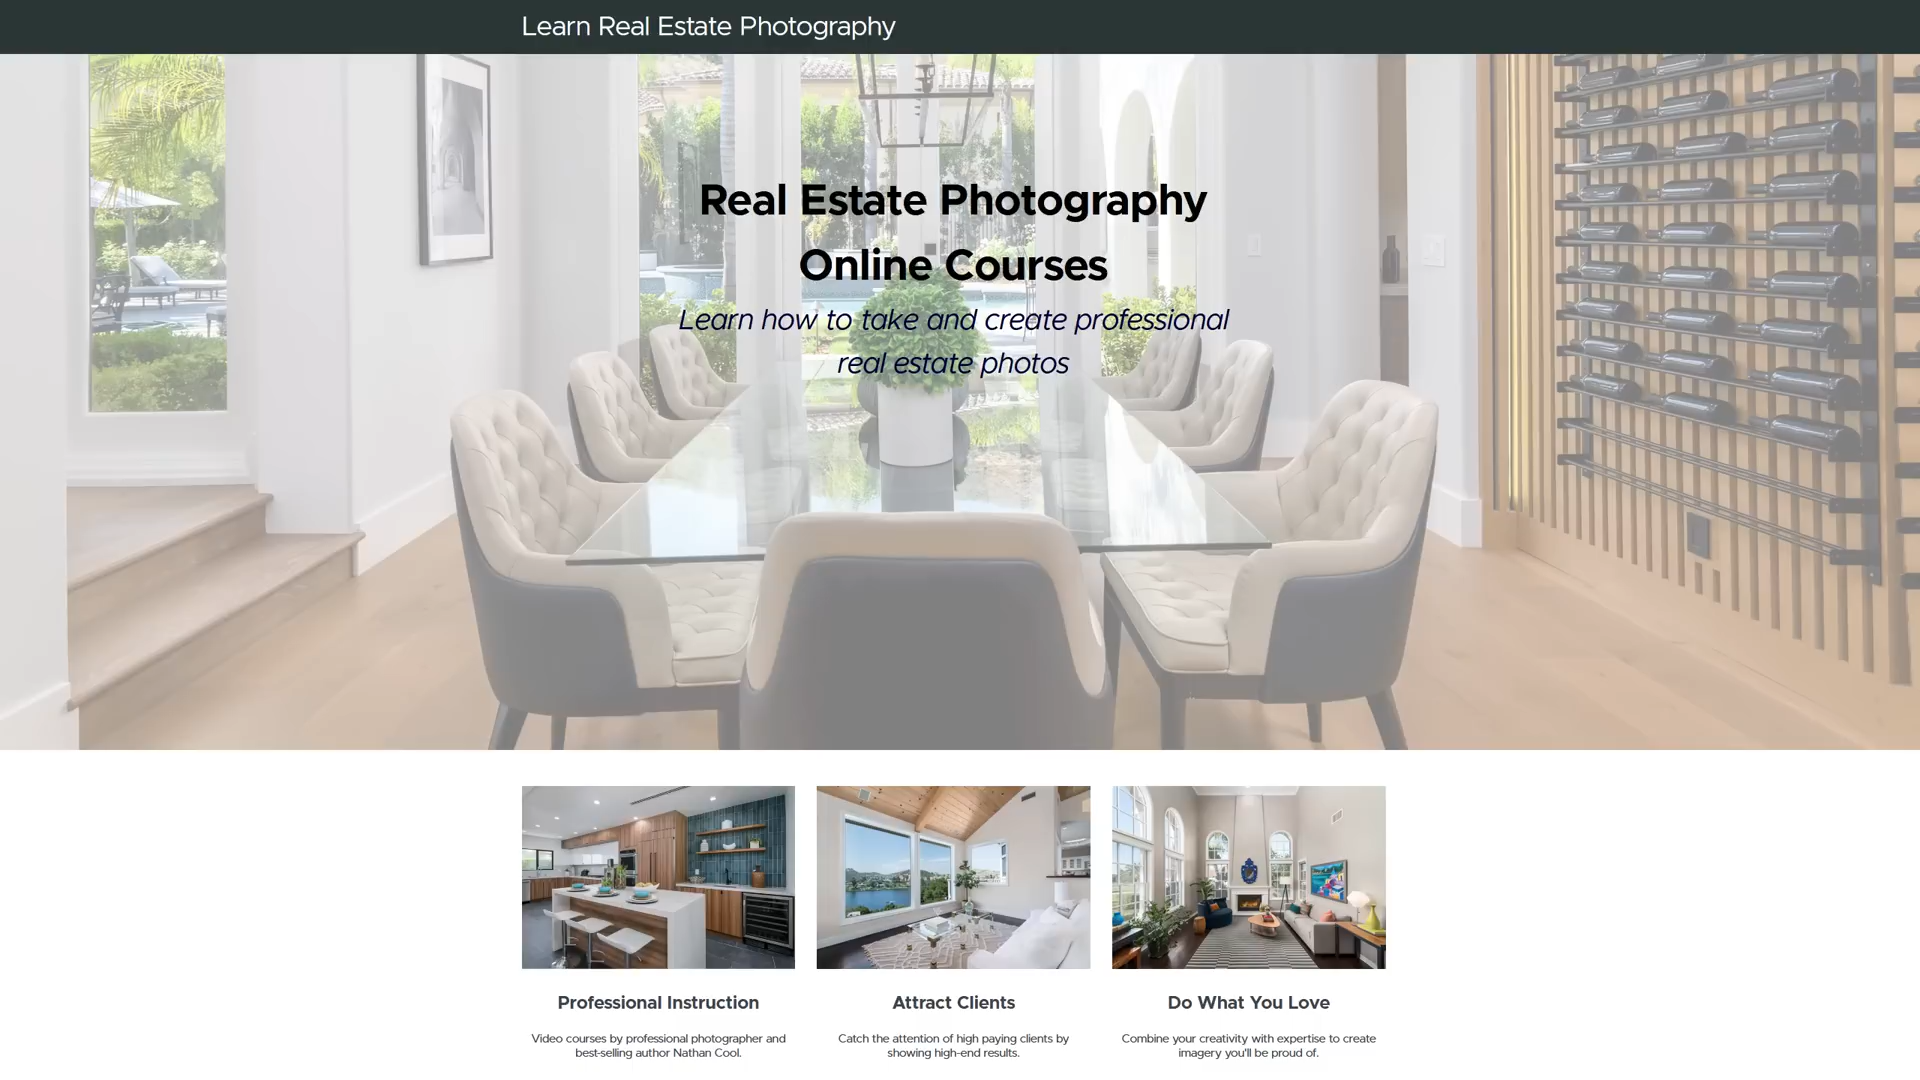 Learn Real Estate Photography
Real Estate Photography
Online Courses
Learn how to take and create professional
real estate photos
Professional Instruction
Video courses by professional photographer and
best-selling author Nathan Cool.
Attract Clients
Catch the attention of high paying clients by
showing high-end results.
Do What You Love
Combine your creativity with expertise to create
imagery you'll be proud of.